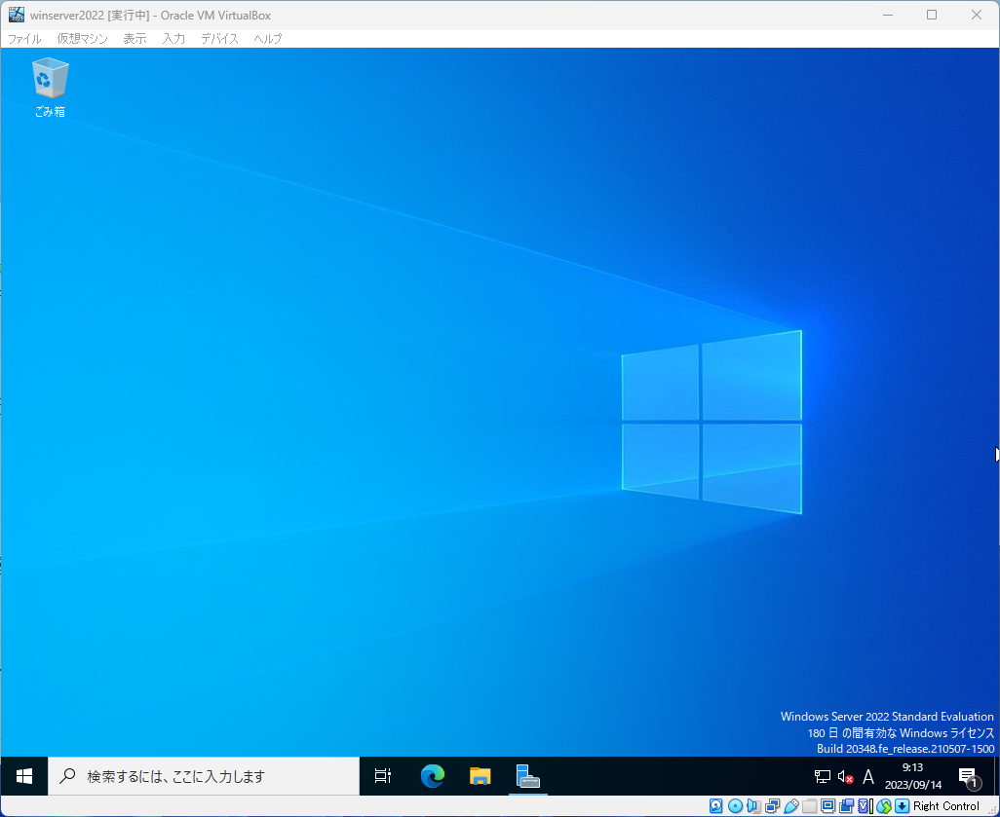 winserver2022 [実行中] - Oracle VM VirtualBox
ファイル 仮想マシン 表示 入力 デバイス ヘルプ
ごみ箱
Windows Server 2022 Standard Evaluation
180 日 の間有効な Windows ライセンス
Build 20348.fe_release.210507-1500
検索するには、ここに入力します
A
9:13
2023/09/14
1
Right Control